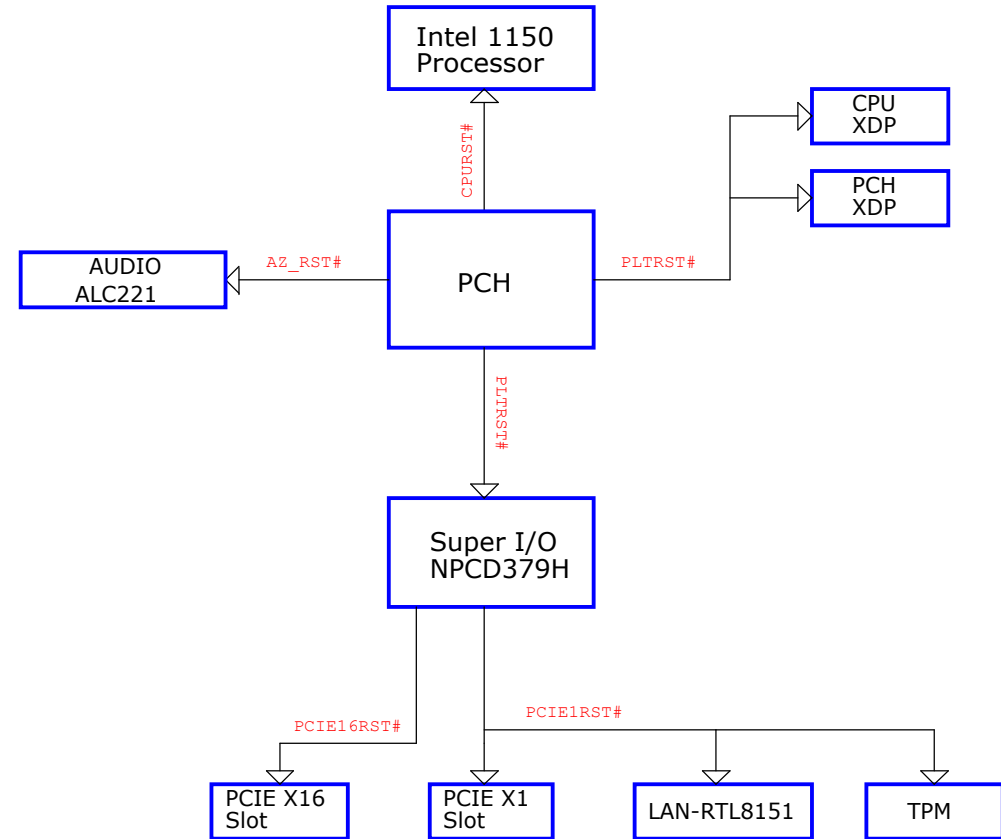 Intel 1150
Processor
CPU
XDP
CPURST#
PCH
XDP
AUDIO
ALC221
AZ_RST#
PCH
PLTRST#
PLTRST#
Super I/O
NPCD379H
PCIE16RST#
PCIE1RST#
PCIE X16
Slot
PCIE X1
Slot
LAN-RTL8151
TPM